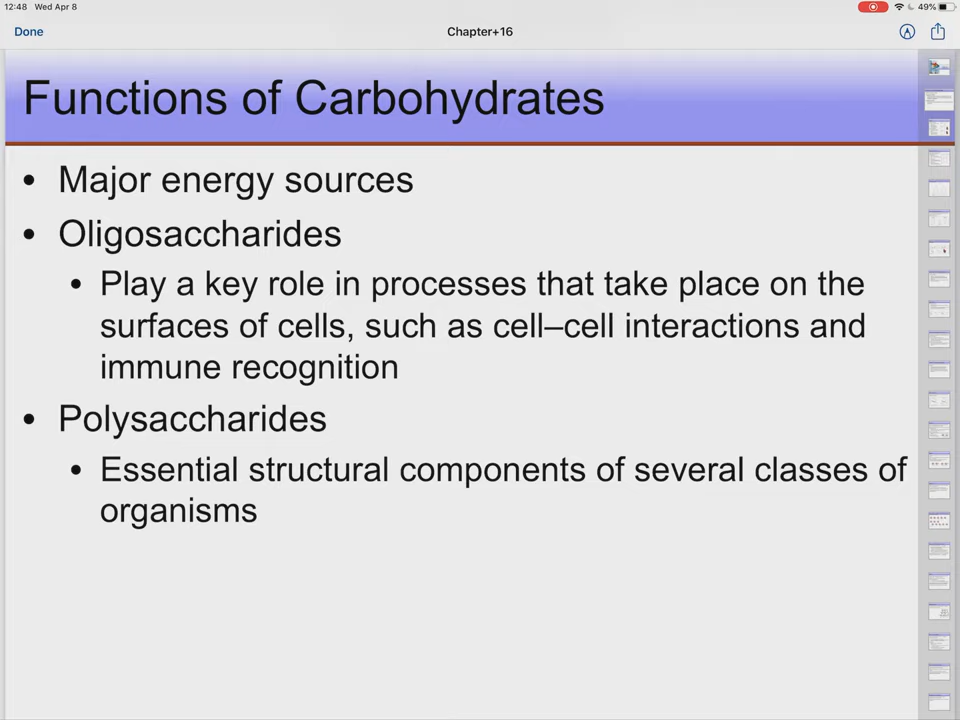 12:48 Wed Apr 8 49%
Done Chapter+16
Functions of Carbohydrates
• Major energy sources
• Oligosaccharides
• Play a key role in processes that take place on the
surfaces of cells, such as cell–cell interactions and
immune recognition
• Polysaccharides
• Essential structural components of several classes of
organisms